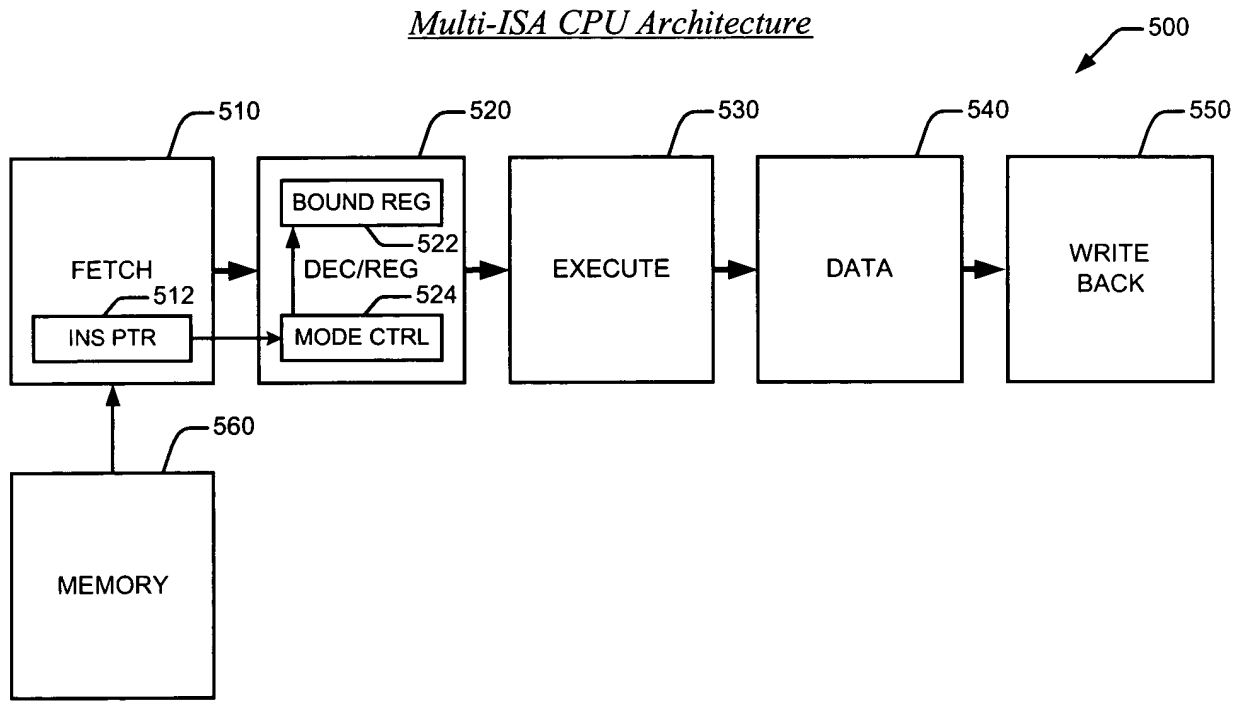 Multi-ISA CPU Architecture
500
510
520
530
540
550
BOUND REG
522
FETCH
DEC/REG
EXECUTE
DATA
WRITE
BACK
512
524
INS PTR
MODE CTRL
560
MEMORY